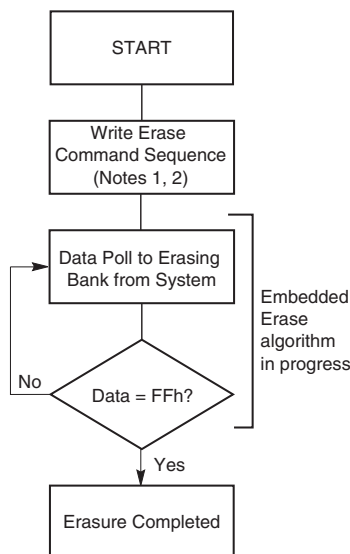 START
Write Erase
Command Sequence
(Notes 1, 2)
Data Poll to Erasing
Bank from System
Embedded
Erase
algorithm
in progress
No
Data = FFh?
Yes
Erasure Completed